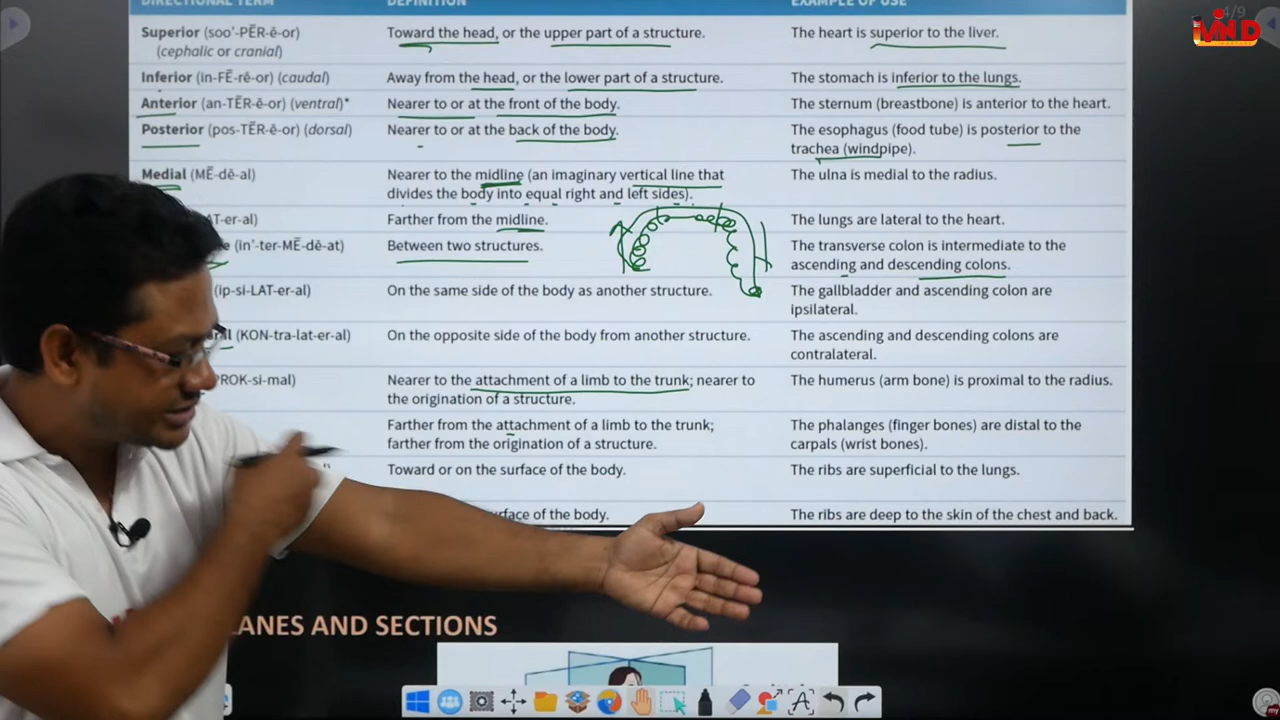 DIRECTIONAL TERM DEFINITION EXAMPLE OF USE
4/9
MIND
Superior (soo'-PĒR-ē-or) Toward the head, or the upper part of a structure. The heart is superior to the liver.
(cephalic or cranial)
Inferior (in-FĒ-rē-or) (caudal) Away from the head, or the lower part of a structure. The stomach is inferior to the lungs.
Anterior (an-TĒR-ē-or) (ventral)* Nearer to or at the front of the body. The sternum (breastbone) is anterior to the heart.
Posterior (pos-TĒR-ē-or) (dorsal) Nearer to or at the back of the body. The esophagus (food tube) is posterior to the
trachea (windpipe).
Medial (MĒ-dē-al) Nearer to the midline (an imaginary vertical line that The ulna is medial to the radius.
divides the body into equal right and left sides).
AT-er-al) Farther from the midline. The lungs are lateral to the heart.
(in'-ter-MĒ-dē-at) Between two structures. The transverse colon is intermediate to the
ascending and descending colons.
(ip-si-LAT-er-al) On the same side of the body as another structure. The gallbladder and ascending colon are
ipsilateral.
(KON-tra-lat-er-al) On the opposite side of the body from another structure. The ascending and descending colons are
contralateral.
ROK-si-mal) Nearer to the attachment of a limb to the trunk; nearer to The humerus (arm bone) is proximal to the radius.
the origination of a structure.
Farther from the attachment of a limb to the trunk; The phalanges (finger bones) are distal to the
farther from the origination of a structure. carpals (wrist bones).
Toward or on the surface of the body. The ribs are superficial to the lungs.
of the body. The ribs are deep to the skin of the chest and back.
LANES AND SECTIONS